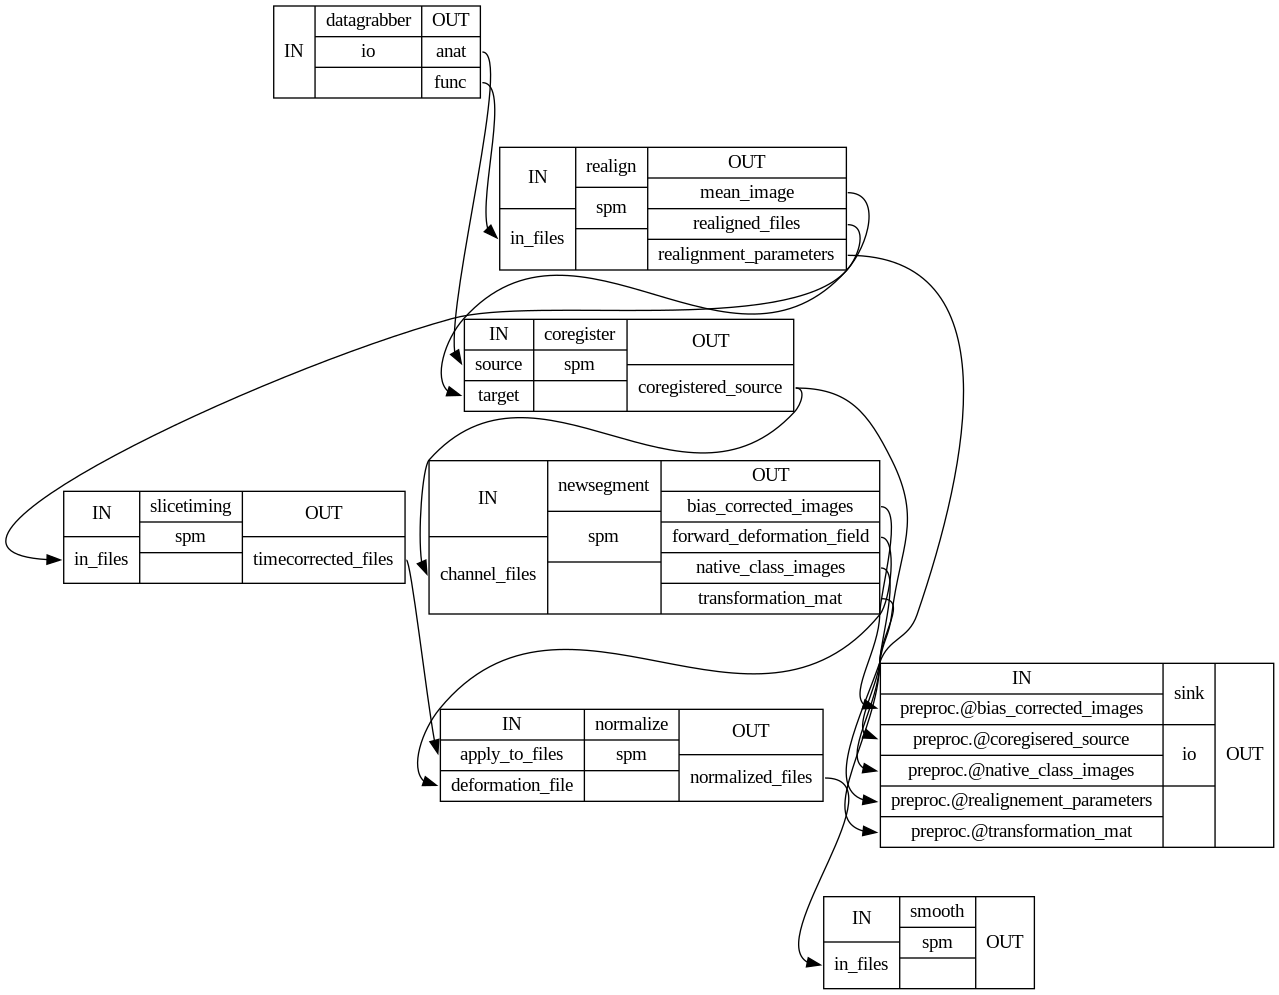 IN
datagrabber
OUT
io
anat
func
IN
realign
OUT
spm
mean_image
in_files
realigned_files
realignment_parameters
IN
coregister
OUT
source
spm
target
coregistered_source
IN
newsegment
OUT
channel_files
spm
bias_corrected_images
forward_deformation_field
native_class_images
transformation_mat
IN
slicetiming
OUT
in_files
spm
timecorrected_files
IN
normalize
OUT
apply_to_files
spm
deformation_file
normalized_files
IN
sink
OUT
preproc.@bias_corrected_images
io
preproc.@coregisered_source
preproc.@native_class_images
preproc.@realignement_parameters
preproc.@transformation_mat
IN
smooth
OUT
in_files
spm